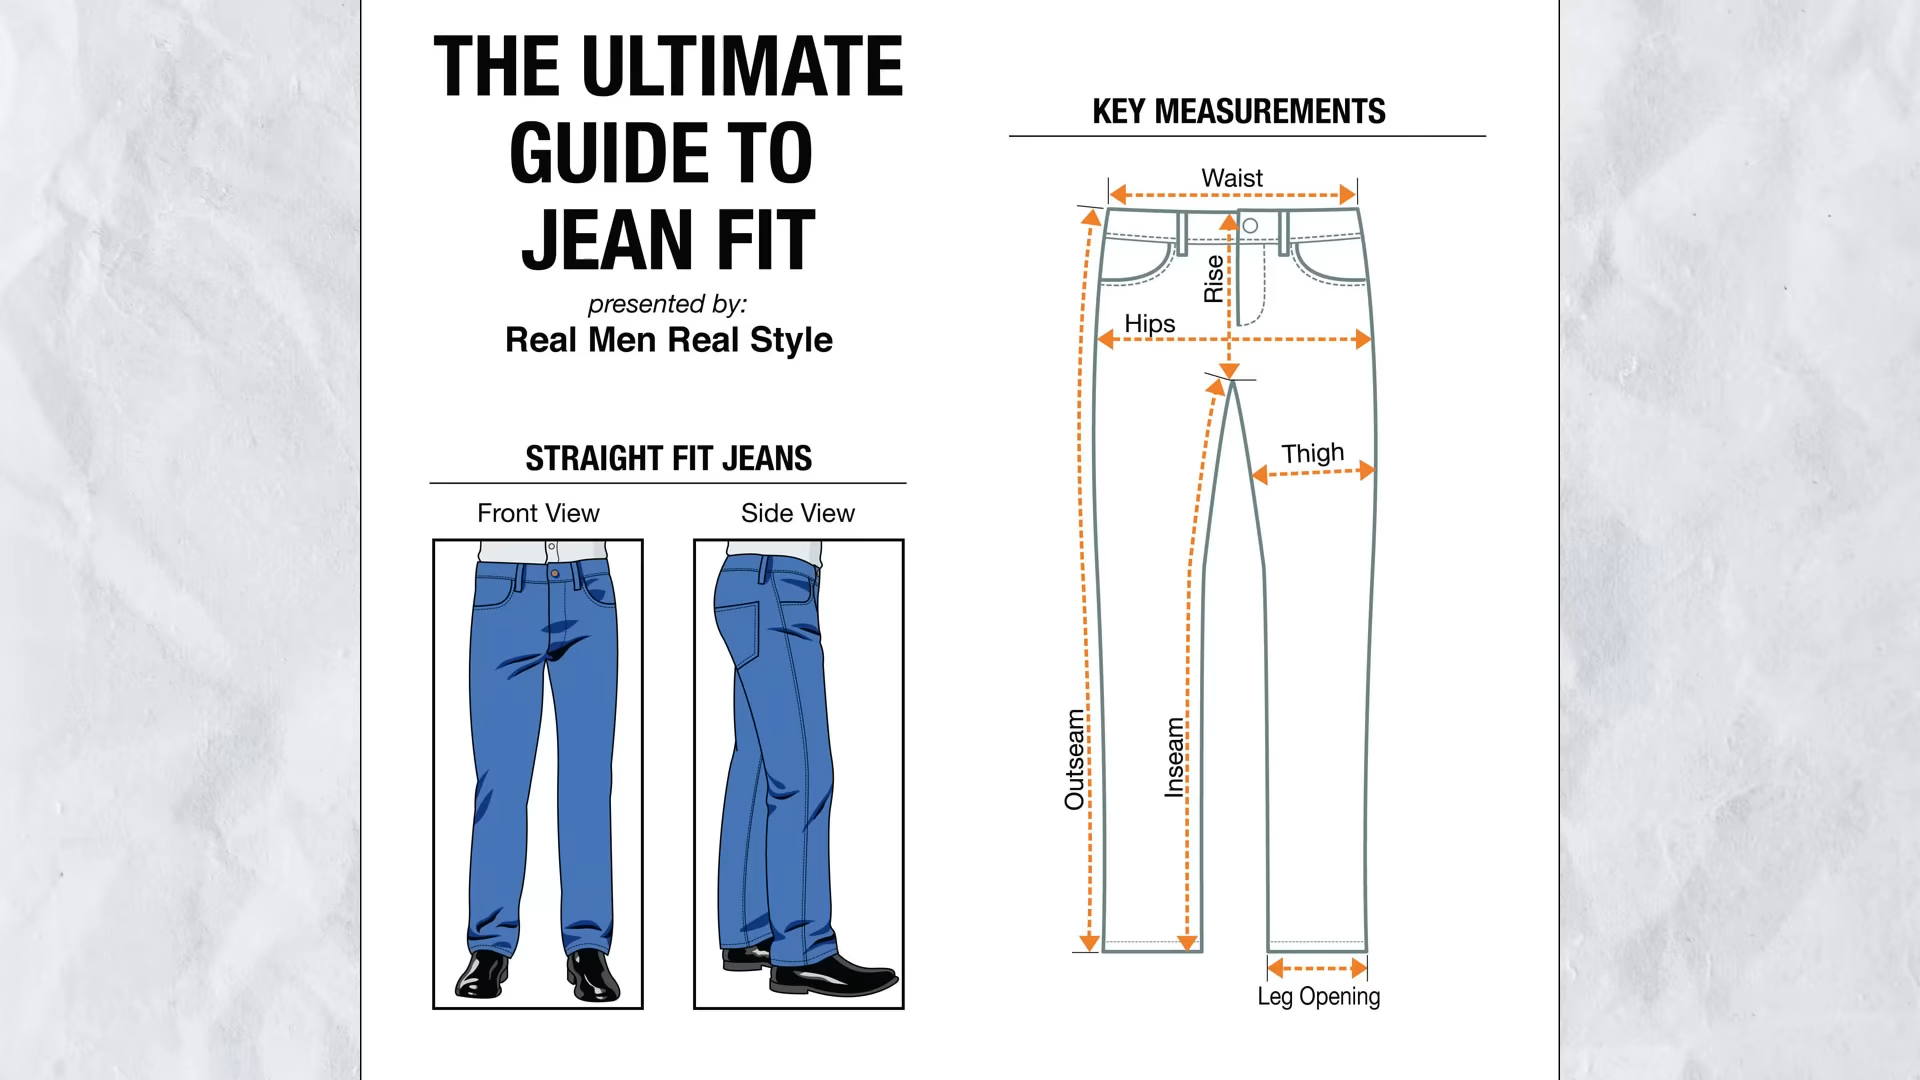 THE ULTIMATE
GUIDE TO
JEAN FIT
presented by:
Real Men Real Style
STRAIGHT FIT JEANS
Front View
Side View
KEY MEASUREMENTS
Waist
Rise
Hips
Thigh
Outseam
Inseam
Leg Opening